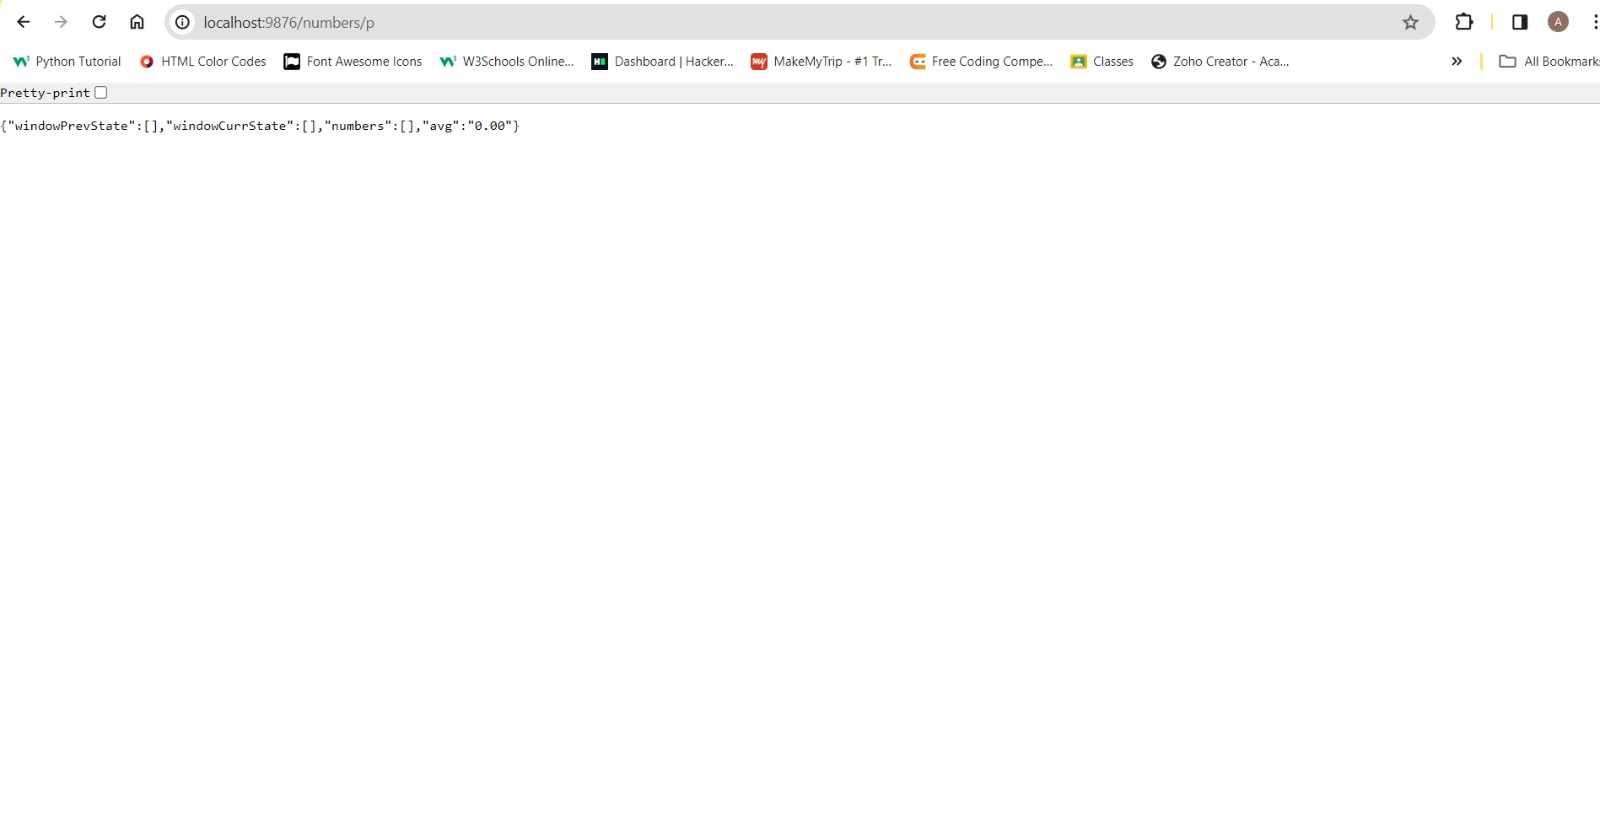 localhost:9876/numbers/p
A
Python Tutorial HTML Color Codes Font Awesome Icons W3Schools Online... Dashboard | Hacker... MakeMyTrip - #1 Tr... Free Coding Compe... Classes Zoho Creator - Aca... » All Bookmarks
Pretty-print
{"windowPrevState":[],"windowCurrState":[],"numbers":[],"avg":"0.00"}